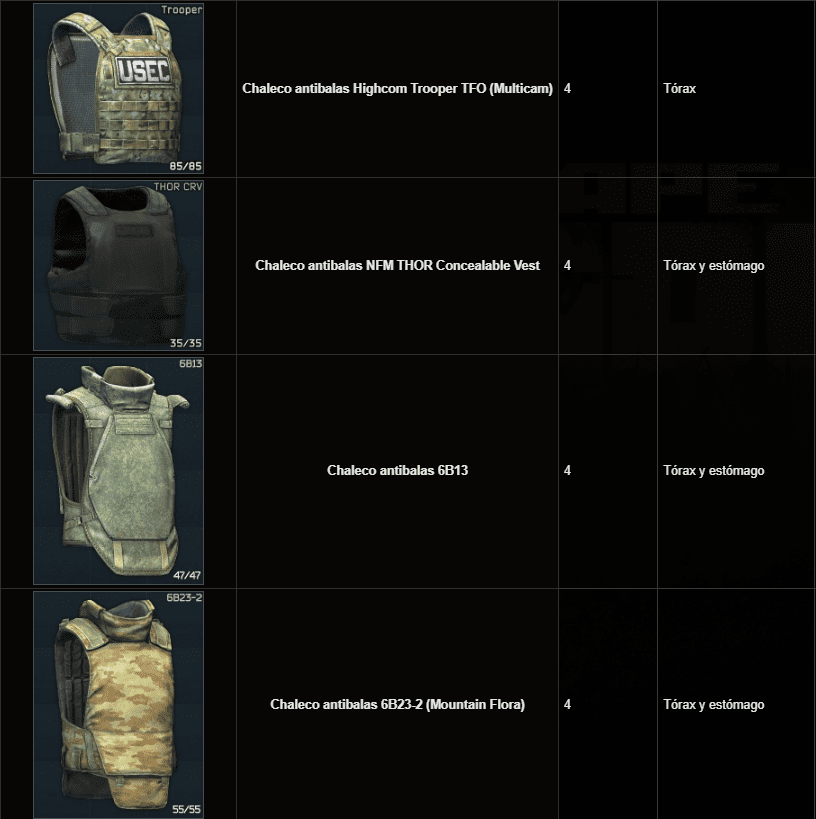 Trooper
USEC
85/85
Chaleco antibalas Highcom Trooper TFO (Multicam)
4
Tórax
THOR CRV
35/35
Chaleco antibalas NFM THOR Concealable Vest
4
Tórax y estómago
6B13
47/47
Chaleco antibalas 6B13
4
Tórax y estómago
6B23-2
55/55
Chaleco antibalas 6B23-2 (Mountain Flora)
4
Tórax y estómago